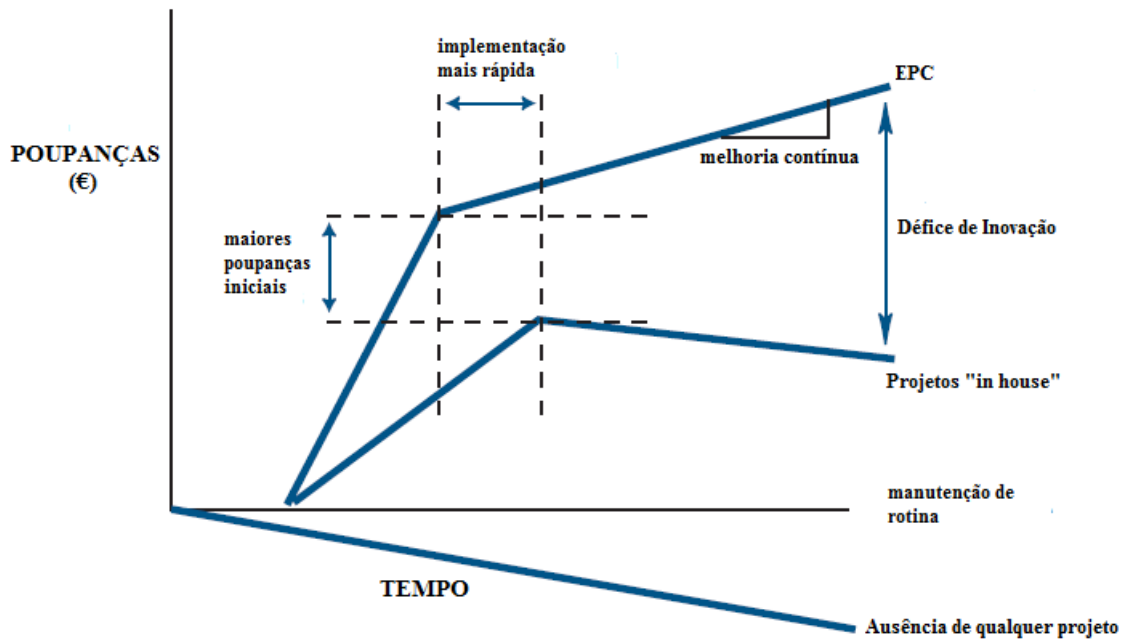 implementação
mais rápida
EPC
POUPANÇAS
(€)
melhoria contínua
maiores
poupanças
iniciais
Défice de Inovação
Projetos "in house"
manutenção de
rotina
TEMPO
Ausência de qualquer projeto